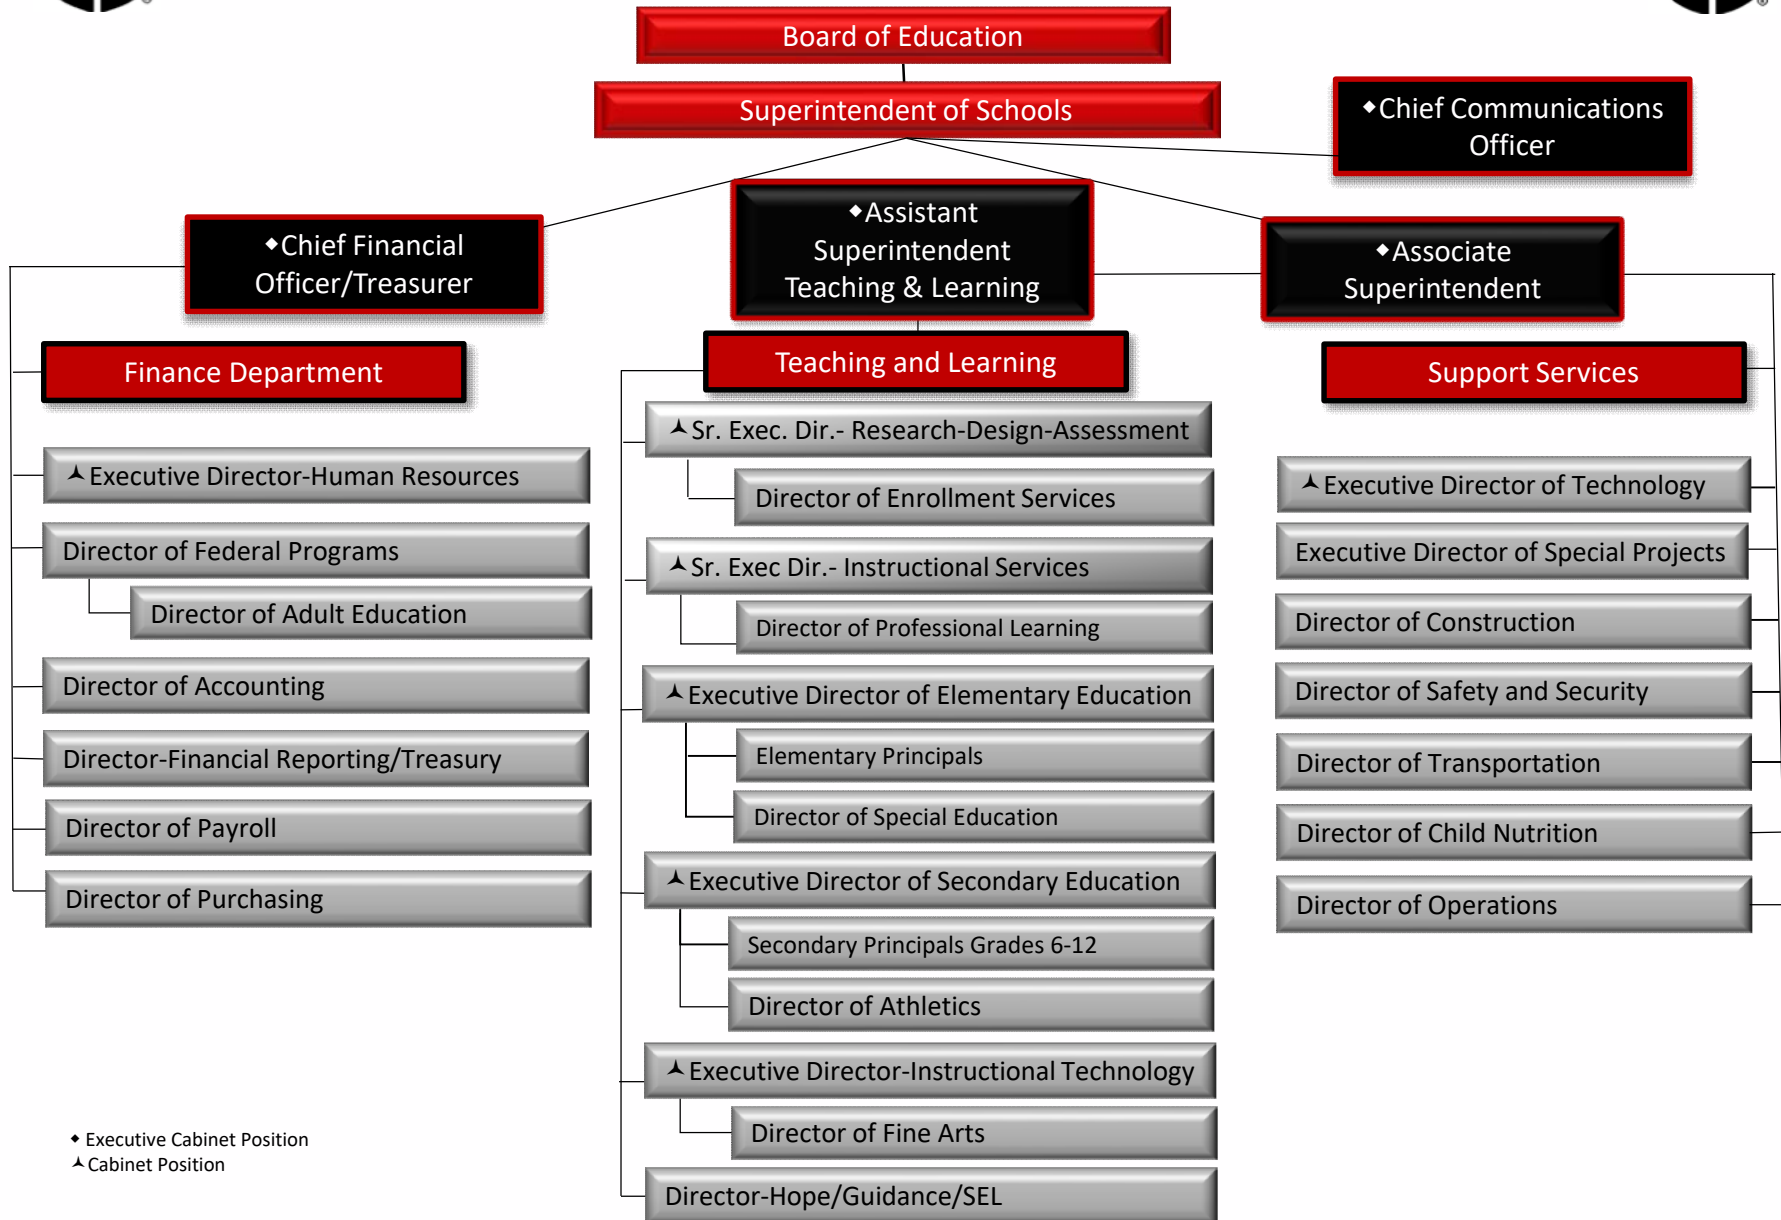 Board of Education
Superintendent of Schools
◆Chief Communications
Officer
◆Assistant
Superintendent
Teaching & Learning
◆Chief Financial
Officer/Treasurer
◆Associate
Superintendent
Finance Department
⅄Executive Director-Human Resources
Director of Federal Programs
Director of Adult Education
Director of Accounting
Director-Financial Reporting/Treasury
Director of Payroll
Director of Purchasing
Teaching and Learning
⅄Sr. Exec. Dir.- Research-Design-Assessment
Director of Enrollment Services
⅄Sr. Exec Dir.- Instructional Services
Director of Professional Learning
⅄Executive Director of Elementary Education
Elementary Principals
Director of Special Education
⅄Executive Director of Secondary Education
Secondary Principals Grades 6-12
Director of Athletics
⅄Executive Director-Instructional Technology
Director of Fine Arts
Director-Hope/Guidance/SEL
Support Services
⅄Executive Director of Technology
Executive Director of Special Projects
Director of Construction
Director of Safety and Security
Director of Transportation
Director of Child Nutrition
Director of Operations
◆ Executive Cabinet Position
⅄ Cabinet Position